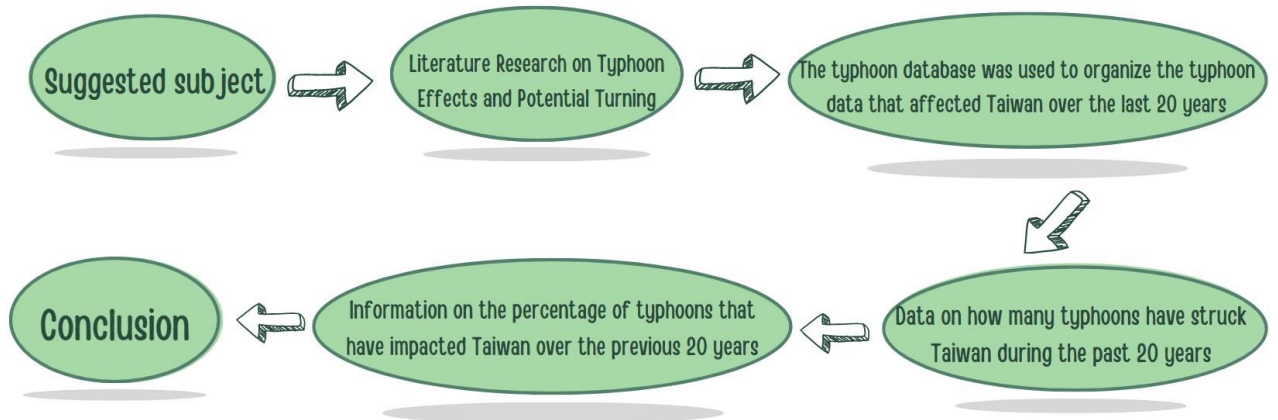 Suggested subject
Literature Research on Typhoon
Effects and Potential Turning
The typhoon database was used to organize the typhoon
data that affected Taiwan over the last 20 years
Data on how many typhoons have struck
Taiwan during the past 20 years
Information on the percentage of typhoons that
have impacted Taiwan over the previous 20 years
Conclusion